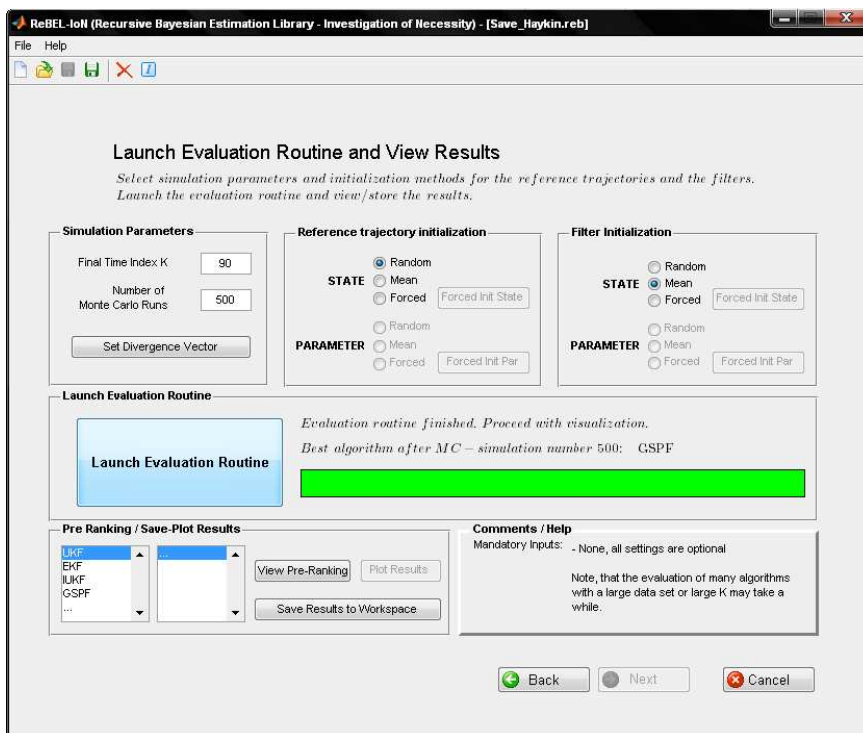 ReBEL-IoN (Recursive Bayesian Estimation Library - Investigation of Necessity) - [Save_Haykin.reb]
File Help
Launch Evaluation Routine and View Results
Select simulation parameters and initialization methods for the reference trajectories and the filters.
Launch the evaluation routine and view/store the results.
Simulation Parameters
Final Time Index K 90
Number of
Monte Carlo Runs 500
Set Divergence Vector
Reference trajectory initialization
Random
STATE Mean
Forced Forced Init State
Random
PARAMETER Mean
Forced Forced Init Par
Filter Initialization
Random
STATE Mean
Forced Forced Init State
Random
PARAMETER Mean
Forced Forced Init Par
Launch Evaluation Routine
Launch Evaluation Routine
Evaluation routine finished. Proceed with visualization.
Best algorithm after MC − simulation number 500: GSPF
Pre Ranking / Save-Plot Results
UKF
EKF
IUKF
GSPF
...
...
View Pre-Ranking Plot Results
Save Results to Workspace
Comments / Help
Mandatory Inputs: - None, all settings are optional
Note, that the evaluation of many algorithms
with a large data set or large K may take a
while.
Back Next Cancel